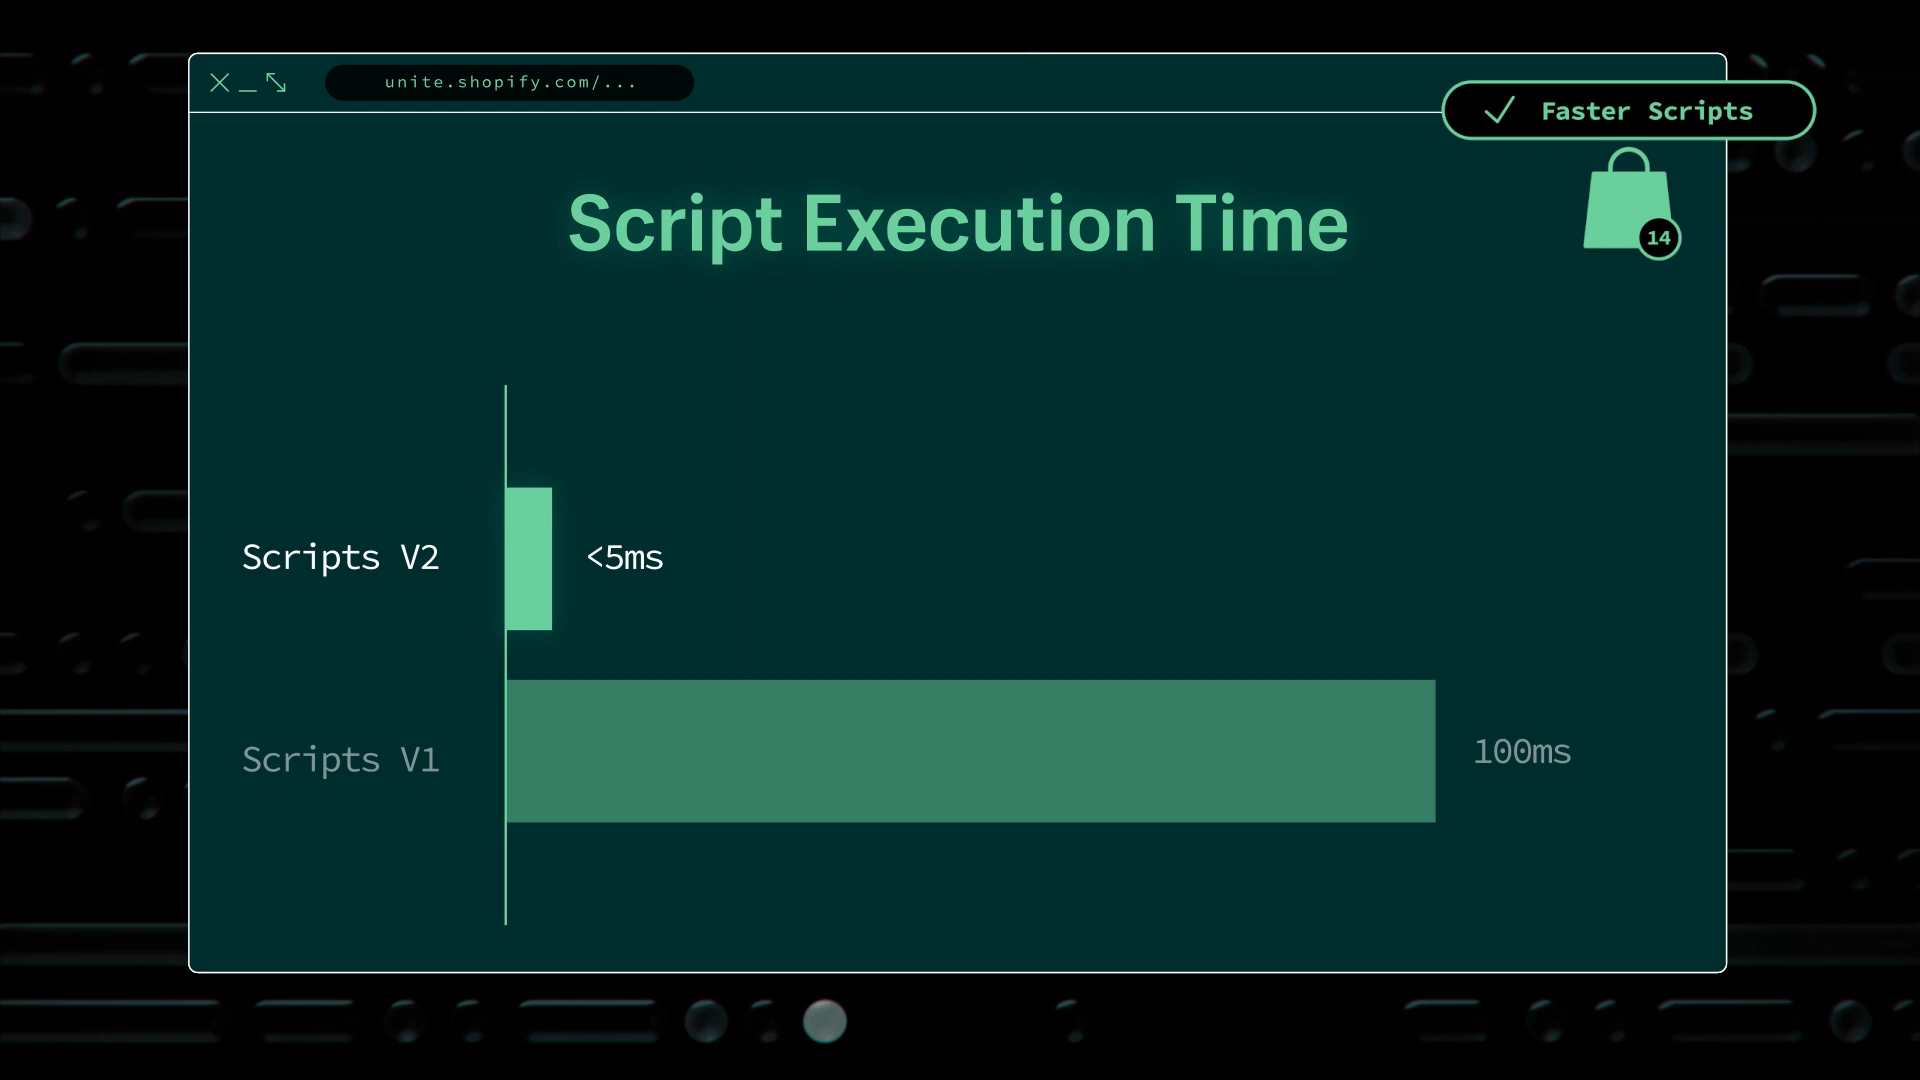 unite.shopify.com/...
Faster Scripts
Script Execution Time
14
Scripts V2
<5ms
Scripts V1
100ms